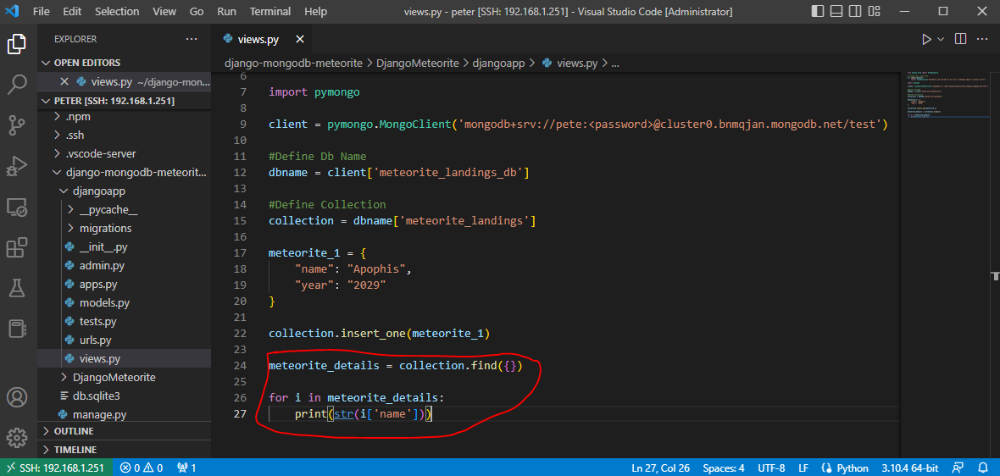 File Edit Selection View Go Run Terminal Help
views.py - peter [SSH: 192.168.1.251] - Visual Studio Code [Administrator]
EXPLORER
OPEN EDITORS
views.py ~/django-mon...
PETER [SSH: 192.168.1.251]
.npm
.ssh
.vscode-server
django-mongodb-meteorit...
djangoapp
__pycache__
migrations
__init__.py
admin.py
apps.py
models.py
tests.py
urls.py
views.py
DjangoMeteorite
db.sqlite3
manage.py
OUTLINE
TIMELINE
views.py
django-mongodb-meteorite > DjangoMeteorite > djangoapp > views.py > ...
6
7 import pymongo
8
9 client = pymongo.MongoClient('mongodb+srv://pete:<password>@cluster0.bnmqjan.mongodb.net/test')
10
11 #Define Db Name
12 dbname = client['meteorite_landings_db']
13
14 #Define Collection
15 collection = dbname['meteorite_landings']
16
17 meteorite_1 = {
18 "name": "Apophis",
19 "year": "2029"
20 }
21
22 collection.insert_one(meteorite_1)
23
24 meteorite_details = collection.find({})
25
26 for i in meteorite_details:
27 print(str(i['name']))
SSH: 192.168.1.251 0 0 1 Ln 27, Col 26 Spaces: 4 UTF-8 LF Python 3.10.4 64-bit